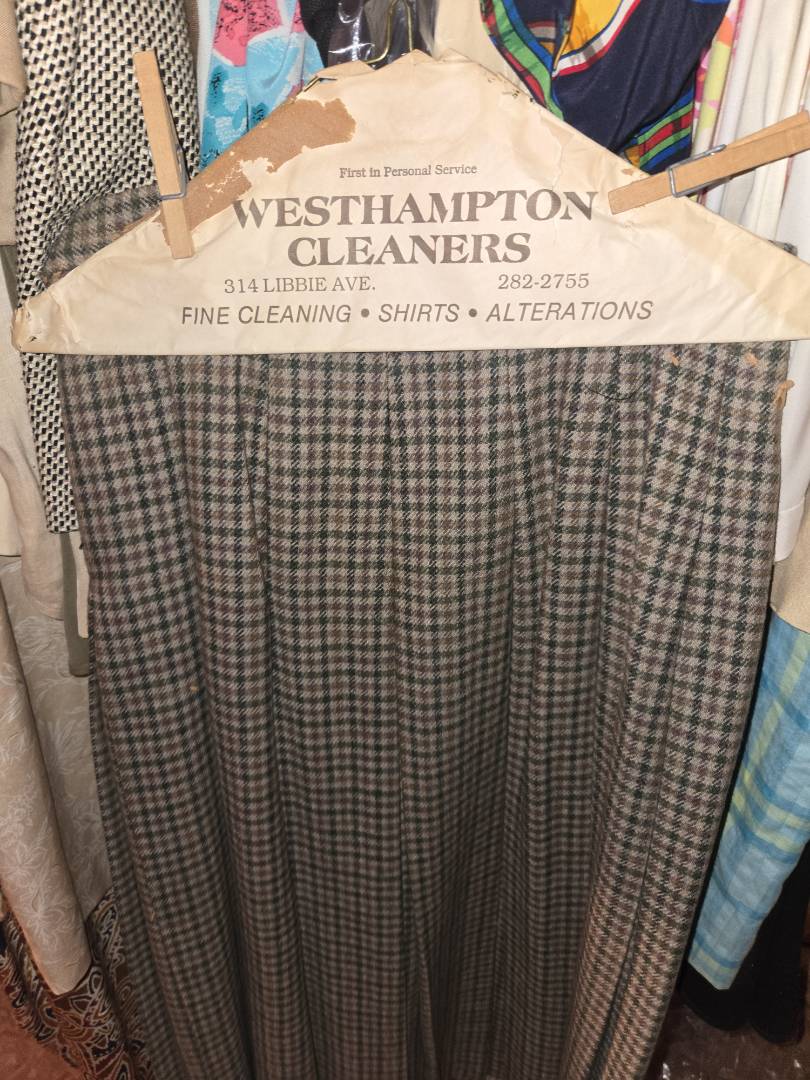 First in Personal Service
WESTHAMPTON
CLEANERS
314 LIBBIE AVE. 282-2755
FINE CLEANING • SHIRTS • ALTERATIONS